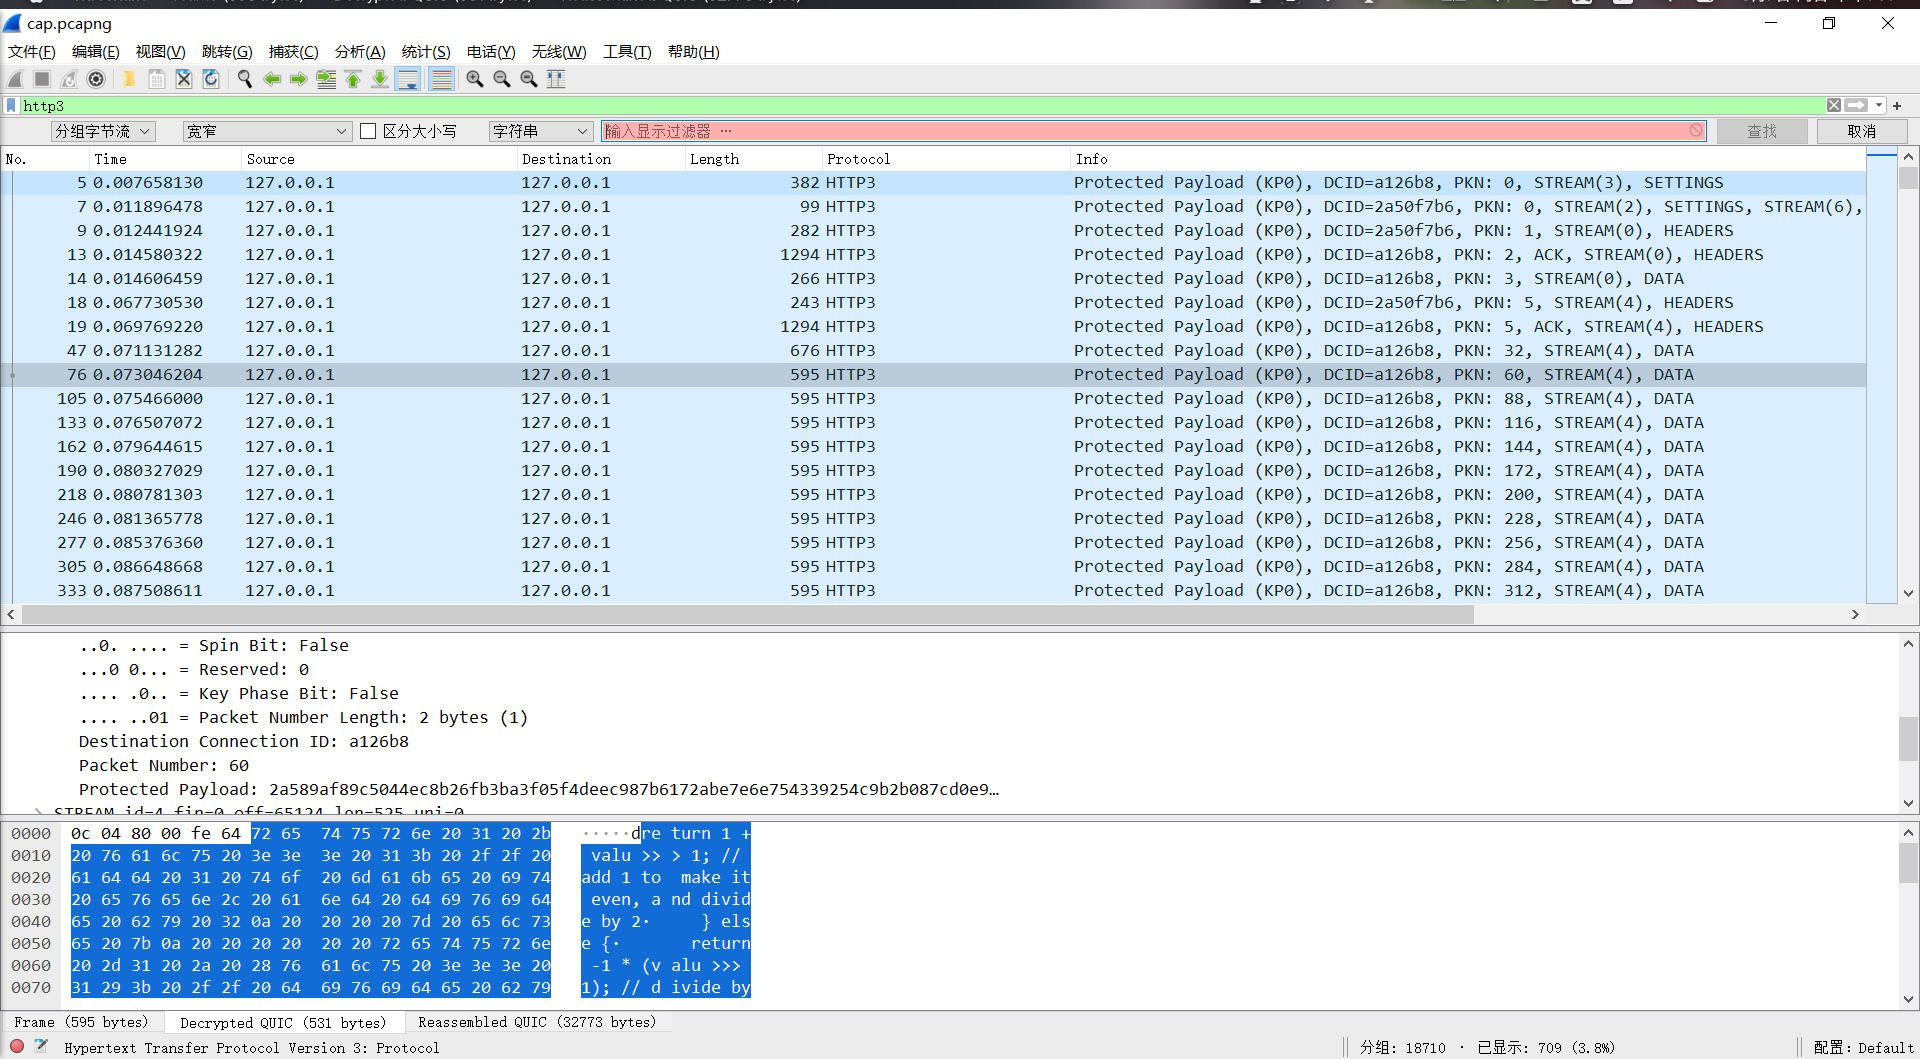 cap.pcapng
文件(F) 编辑(E) 视图(V) 跳转(G) 捕获(C) 分析(A) 统计(S) 电话(Y) 无线(W) 工具(T) 帮助(H)
http3
分组字节流 宽窄 区分大小写 字符串 输入显示过滤器 … 查找 取消
No. Time Source Destination Length Protocol Info
5 0.007658130 127.0.0.1 127.0.0.1 382 HTTP3 Protected Payload (KP0), DCID=a126b8, PKN: 0, STREAM(3), SETTINGS
7 0.011896478 127.0.0.1 127.0.0.1 99 HTTP3 Protected Payload (KP0), DCID=2a50f7b6, PKN: 0, STREAM(2), SETTINGS, STREAM(6),
9 0.012441924 127.0.0.1 127.0.0.1 282 HTTP3 Protected Payload (KP0), DCID=2a50f7b6, PKN: 1, STREAM(0), HEADERS
13 0.014580322 127.0.0.1 127.0.0.1 1294 HTTP3 Protected Payload (KP0), DCID=a126b8, PKN: 2, ACK, STREAM(0), HEADERS
14 0.014606459 127.0.0.1 127.0.0.1 266 HTTP3 Protected Payload (KP0), DCID=a126b8, PKN: 3, STREAM(0), DATA
18 0.067730530 127.0.0.1 127.0.0.1 243 HTTP3 Protected Payload (KP0), DCID=2a50f7b6, PKN: 5, STREAM(4), HEADERS
19 0.069769220 127.0.0.1 127.0.0.1 1294 HTTP3 Protected Payload (KP0), DCID=a126b8, PKN: 5, ACK, STREAM(4), HEADERS
47 0.071131282 127.0.0.1 127.0.0.1 676 HTTP3 Protected Payload (KP0), DCID=a126b8, PKN: 32, STREAM(4), DATA
76 0.073046204 127.0.0.1 127.0.0.1 595 HTTP3 Protected Payload (KP0), DCID=a126b8, PKN: 60, STREAM(4), DATA
105 0.075466000 127.0.0.1 127.0.0.1 595 HTTP3 Protected Payload (KP0), DCID=a126b8, PKN: 88, STREAM(4), DATA
133 0.076507072 127.0.0.1 127.0.0.1 595 HTTP3 Protected Payload (KP0), DCID=a126b8, PKN: 116, STREAM(4), DATA
162 0.079644615 127.0.0.1 127.0.0.1 595 HTTP3 Protected Payload (KP0), DCID=a126b8, PKN: 144, STREAM(4), DATA
190 0.080327029 127.0.0.1 127.0.0.1 595 HTTP3 Protected Payload (KP0), DCID=a126b8, PKN: 172, STREAM(4), DATA
218 0.080781303 127.0.0.1 127.0.0.1 595 HTTP3 Protected Payload (KP0), DCID=a126b8, PKN: 200, STREAM(4), DATA
246 0.081365778 127.0.0.1 127.0.0.1 595 HTTP3 Protected Payload (KP0), DCID=a126b8, PKN: 228, STREAM(4), DATA
277 0.085376360 127.0.0.1 127.0.0.1 595 HTTP3 Protected Payload (KP0), DCID=a126b8, PKN: 256, STREAM(4), DATA
305 0.086648668 127.0.0.1 127.0.0.1 595 HTTP3 Protected Payload (KP0), DCID=a126b8, PKN: 284, STREAM(4), DATA
333 0.087508611 127.0.0.1 127.0.0.1 595 HTTP3 Protected Payload (KP0), DCID=a126b8, PKN: 312, STREAM(4), DATA
..0. .... = Spin Bit: False
...0 0... = Reserved: 0
.... .0.. = Key Phase Bit: False
.... ..01 = Packet Number Length: 2 bytes (1)
Destination Connection ID: a126b8
Packet Number: 60
Protected Payload: 2a589af89c5044ec8b26fb3ba3f05f4deec987b6172abe7e6e754339254c9b2b087cd0e9…
STREAM id=4 fin=0 off=65124 len=525 uni=0
0000 0c 04 80 00 fe 64 72 65 74 75 72 6e 20 31 20 2b ·····dre turn 1 +
0010 20 76 61 6c 75 20 3e 3e 3e 20 31 3b 20 2f 2f 20 valu >> > 1; //
0020 61 64 64 20 31 20 74 6f 20 6d 61 6b 65 20 69 74 add 1 to make it
0030 20 65 76 65 6e 2c 20 61 6e 64 20 64 69 76 69 64 even, a nd divid
0040 65 20 62 79 20 32 0a 20 20 20 20 7d 20 65 6c 73 e by 2· } els
0050 65 20 7b 0a 20 20 20 20 20 20 72 65 74 75 72 6e e {· return
0060 20 2d 31 20 2a 20 28 76 61 6c 75 20 3e 3e 3e 20 -1 * (v alu >>>
0070 31 29 3b 20 2f 2f 20 64 69 76 69 64 65 20 62 79 1); // d ivide by
Frame (595 bytes) Decrypted QUIC (531 bytes) Reassembled QUIC (32773 bytes)
Hypertext Transfer Protocol Version 3: Protocol 分组: 18710 · 已显示: 709 (3.8%) 配置: Default